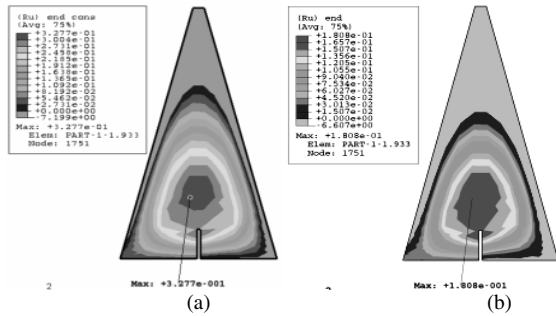 (Ru) end cons
(Avg: 75%)
+3.277e-01
+3.004e-01
+2.731e-01
+2.458e-01
+2.185e-01
+1.912e-01
+1.638e-01
+1.365e-01
+1.092e-01
+8.192e-02
+5.462e-02
+2.731e-02
+0.000e+00
-7.199e+00
Max: +3.277e-01
Elem: PART-1-1.933
Node: 1751
2
Max: +3.277e-001
(a)
(Ru) end
(Avg: 75%)
+1.808e-01
+1.657e-01
+1.507e-01
+1.356e-01
+1.205e-01
+1.055e-01
+9.040e-02
+7.534e-02
+6.027e-02
+4.520e-02
+3.013e-02
+1.507e-02
+0.000e+00
-6.607e+00
Max: +1.808e-01
Elem: PART-1-1.933
Node: 1751
Max: +1.808e-001
(b)